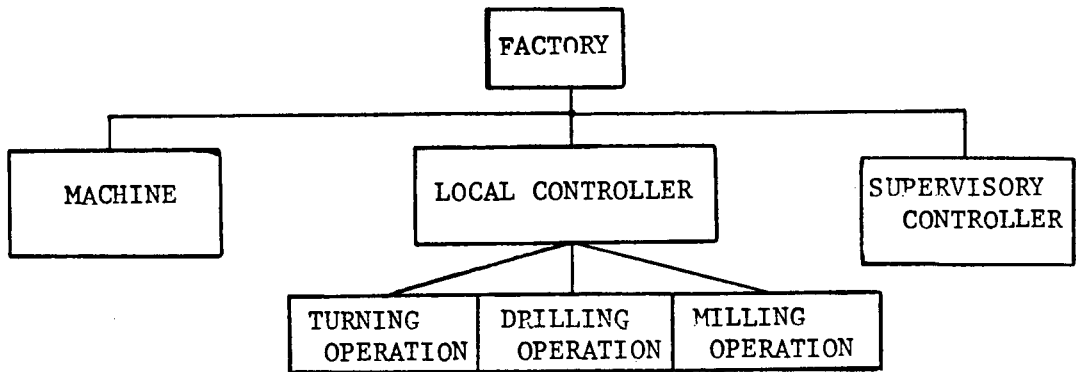 FACTORY
MACHINE
LOCAL CONTROLLER
SUPERVISORY
CONTROLLER
TURNING
OPERATION
DRILLING
OPERATION
MILLING
OPERATION